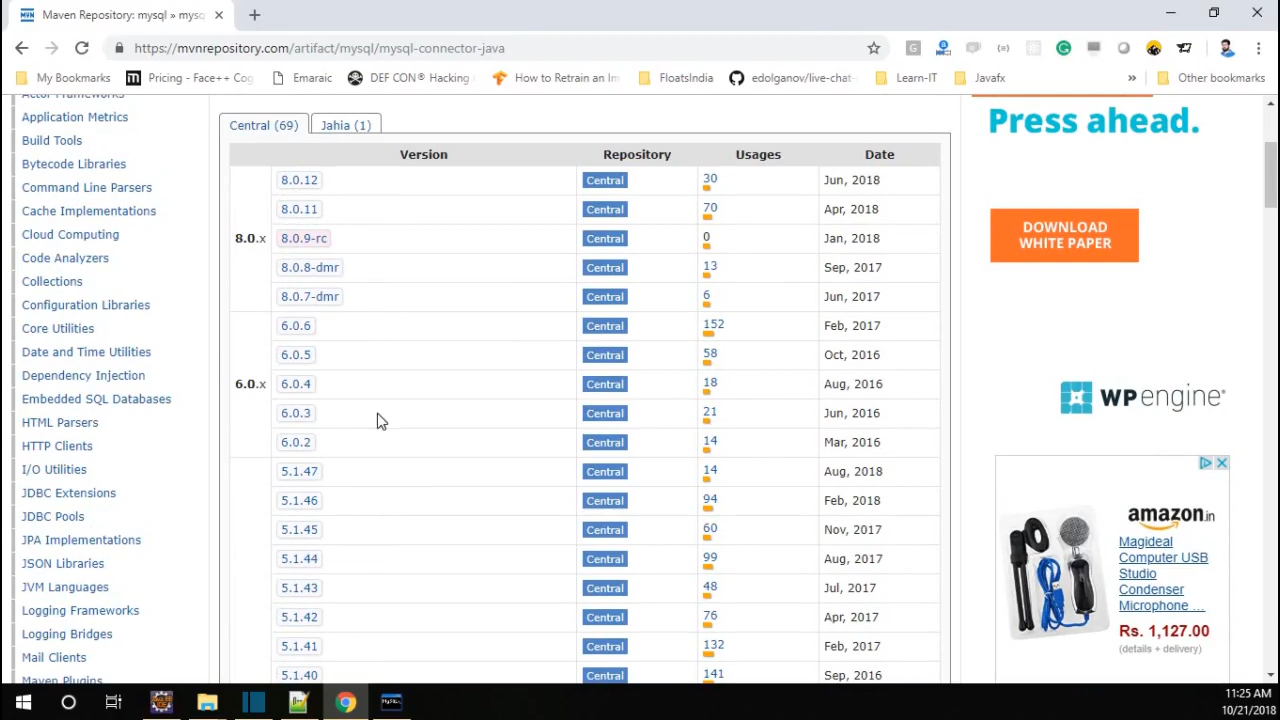 Maven Repository: mysql » mysq
https://mvnrepository.com/artifact/mysql/mysql-connector-java
My Bookmarks
Pricing - Face++ Cog
Emaraic
DEF CON® Hacking
How to Retrain an Im
FloatsIndia
edolganov/live-chat-
Learn-IT
Javafx
»
Other bookmarks
Actor Frameworks
Application Metrics
Build Tools
Bytecode Libraries
Command Line Parsers
Cache Implementations
Cloud Computing
Code Analyzers
Collections
Configuration Libraries
Core Utilities
Date and Time Utilities
Dependency Injection
Embedded SQL Databases
HTML Parsers
HTTP Clients
I/O Utilities
JDBC Extensions
JDBC Pools
JPA Implementations
JSON Libraries
JVM Languages
Logging Frameworks
Logging Bridges
Mail Clients
Maven Plugins
Central (69) Jahia (1)
Version Repository Usages Date
8.0.12 Central 30 Jun, 2018
8.0.11 Central 70 Apr, 2018
8.0.x 8.0.9-rc Central 0 Jan, 2018
8.0.8-dmr Central 13 Sep, 2017
8.0.7-dmr Central 6 Jun, 2017
6.0.6 Central 152 Feb, 2017
6.0.5 Central 58 Oct, 2016
6.0.x 6.0.4 Central 18 Aug, 2016
6.0.3 Central 21 Jun, 2016
6.0.2 Central 14 Mar, 2016
5.1.47 Central 14 Aug, 2018
5.1.46 Central 94 Feb, 2018
5.1.45 Central 60 Nov, 2017
5.1.44 Central 99 Aug, 2017
5.1.43 Central 48 Jul, 2017
5.1.42 Central 76 Apr, 2017
5.1.41 Central 132 Feb, 2017
5.1.40 Central 141 Sep, 2016
Press ahead.
DOWNLOAD
WHITE PAPER
WP engine®
amazon.in
Magideal
Computer USB
Studio
Condenser
Microphone ...
Rs. 1,127.00
(details + delivery)
11:25 AM
10/21/2018